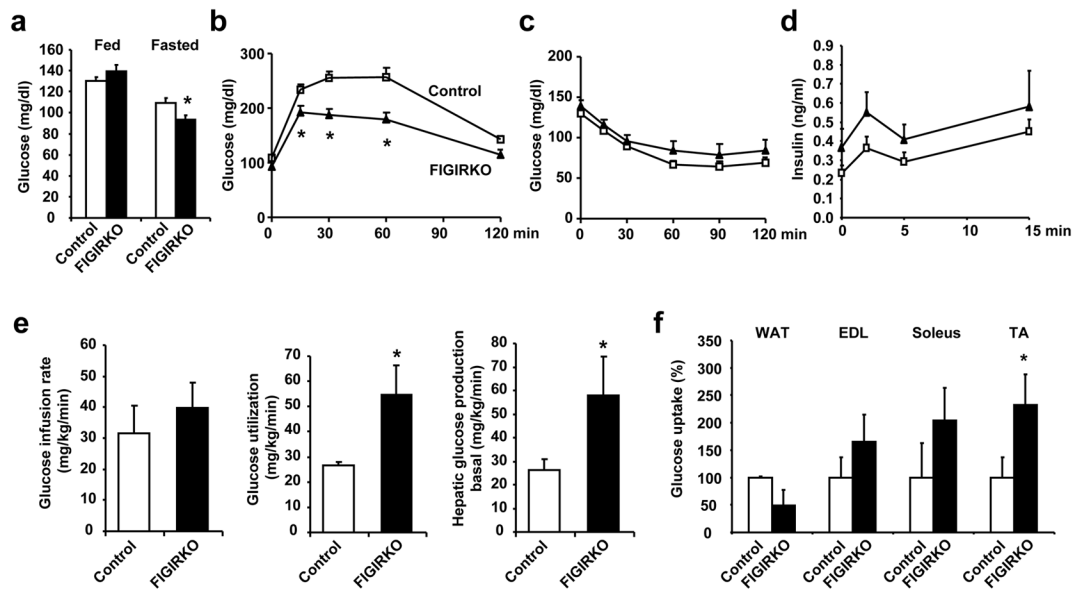 a
Fed Fasted
Glucose (mg/dl)
160
140
120
100
80
60
40
20
0
Control
FIGIRKO
Control
FIGIRKO
*
b
Glucose (mg/dl)
300
200
100
0
Control
FIGIRKO
* * *
0 30 60 90 120 min
c
Glucose (mg/dl)
200
150
100
50
0
0 30 60 90 120 min
d
Insulin (ng/ml)
0.9
0.8
0.7
0.6
0.5
0.4
0.3
0.2
0.1
0.0
0 5 10 15 min
e
Glucose infusion rate
(mg/kg/min)
60
50
40
30
20
10
0
Control
FIGIRKO
Glucose utilization
(mg/kg/min)
70
60
50
40
30
20
10
0
*
Control
FIGIRKO
Hepatic glucose production
basal (mg/kg/min)
80
70
60
50
40
30
20
10
0
*
Control
FIGIRKO
f
WAT EDL Soleus TA
Glucose uptake (%)
350
300
250
200
150
100
50
0
*
Control
FIGIRKO
Control
FIGIRKO
Control
FIGIRKO
Control
FIGIRKO